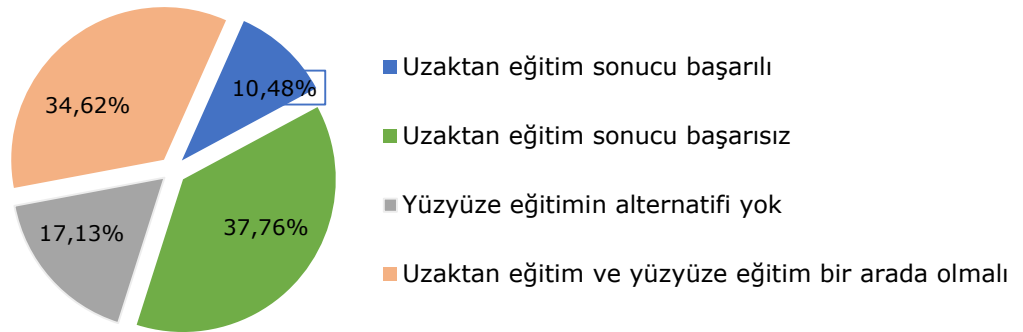 34,62%
10,48%
17,13%
37,76%
Uzaktan eğitim sonucu başarılı
Uzaktan eğitim sonucu başarısız
Yüzyüze eğitimin alternatifi yok
Uzaktan eğitim ve yüzyüze eğitim bir arada olmalı